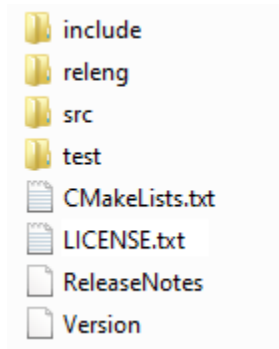 include
releng
src
test
CMakeLists.txt
LICENSE.txt
ReleaseNotes
Version